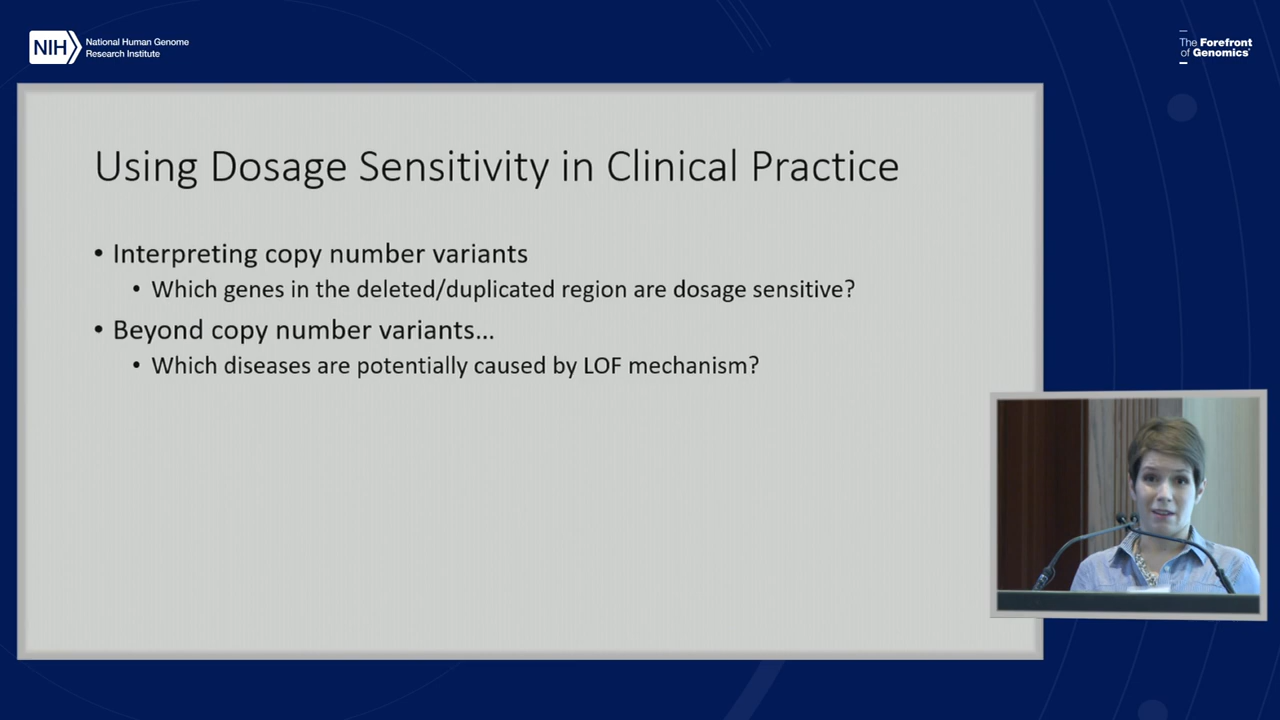 NIH
National Human Genome
Research Institute
The Forefront
of Genomics®
Using Dosage Sensitivity in Clinical Practice
• Interpreting copy number variants
• Which genes in the deleted/duplicated region are dosage sensitive?
• Beyond copy number variants…
• Which diseases are potentially caused by LOF mechanism?